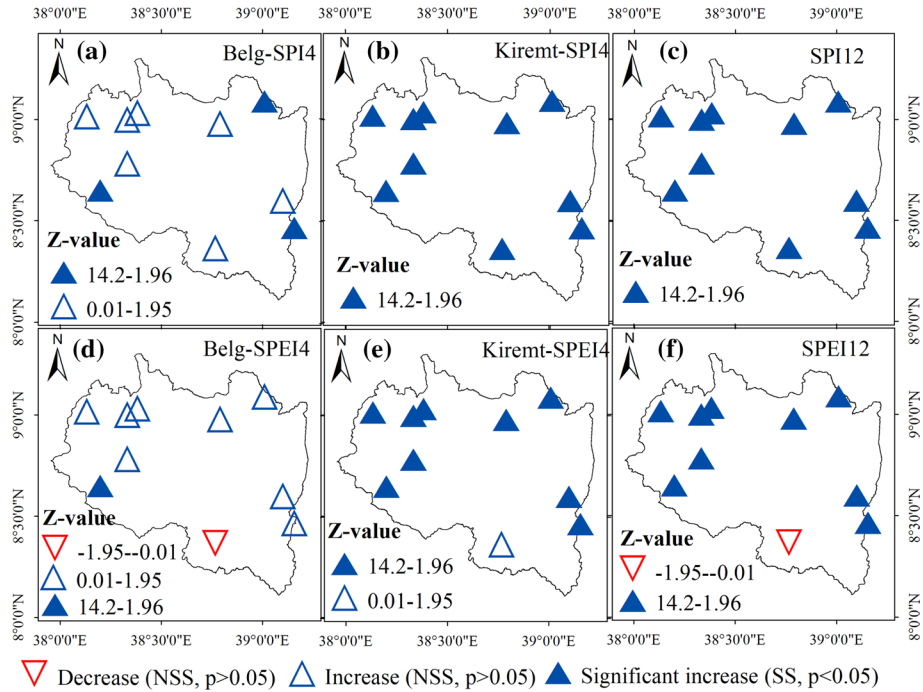 38°0'0"E 38°30'0"E 39°0'0"E 38°0'0"E 38°30'0"E 39°0'0"E 38°0'0"E 38°30'0"E 39°0'0"E
N (a) Belg-SPI4
Z-value
14.2-1.96
0.01-1.95
N (b) Kiremt-SPI4
Z-value
14.2-1.96
N (c) SPI12
Z-value
14.2-1.96
9°0'0"N
8°30'0"N
8°0'0"N
9°0'0"N
8°30'0"N
8°0'0"N
N (d) Belg-SPEI4
Z-value
-1.95--0.01
0.01-1.95
14.2-1.96
N (e) Kiremt-SPEI4
Z-value
14.2-1.96
0.01-1.95
N (f) SPEI12
Z-value
-1.95--0.01
14.2-1.96
9°0'0"N
8°30'0"N
8°0'0"N
9°0'0"N
8°30'0"N
8°0'0"N
38°0'0"E 38°30'0"E 39°0'0"E 38°0'0"E 38°30'0"E 39°0'0"E 38°0'0"E 38°30'0"E 39°0'0"E
Decrease (NSS, p>0.05) Increase (NSS, p>0.05) Significant increase (SS, p<0.05)